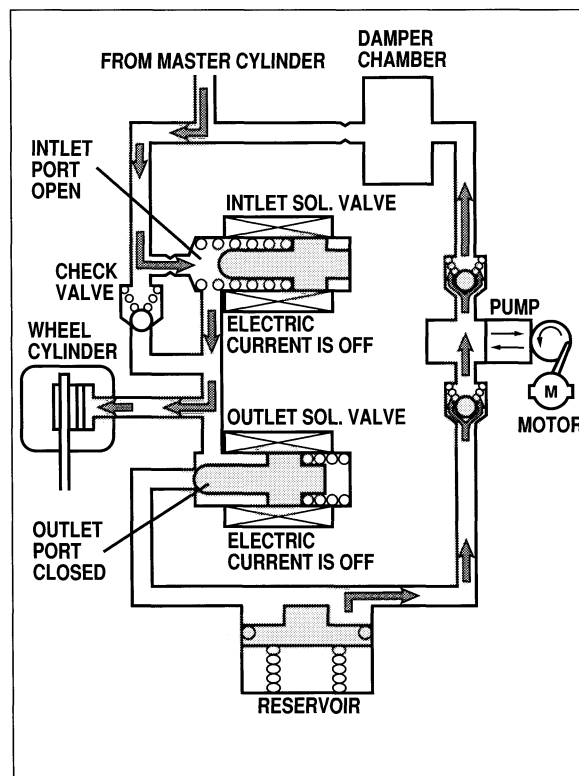 DAMPER
CHAMBER
FROM MASTER CYLINDER
INTLET
PORT
OPEN
INTLET SOL. VALVE
CHECK
VALVE
PUMP
WHEEL
CYLINDER
ELECTRIC
CURRENT IS OFF
M
MOTOR
OUTLET SOL. VALVE
OUTLET
PORT
CLOSED
ELECTRIC
CURRENT IS OFF
RESERVOIR